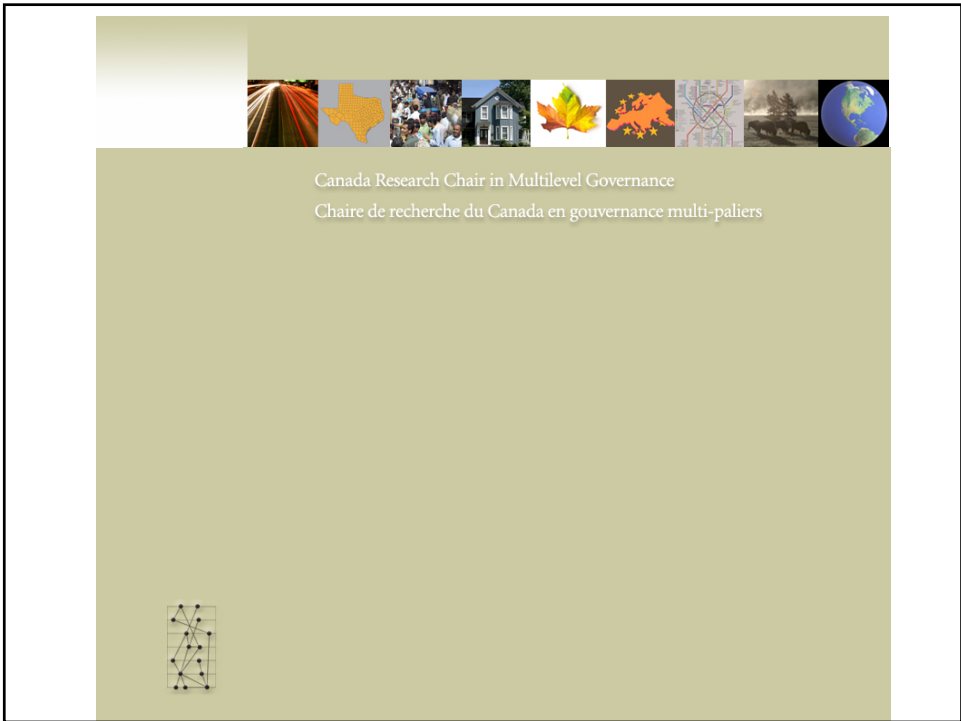 Canada Research Chair in Multilevel Governance
Chaire de recherche du Canada en gouvernance multi-paliers